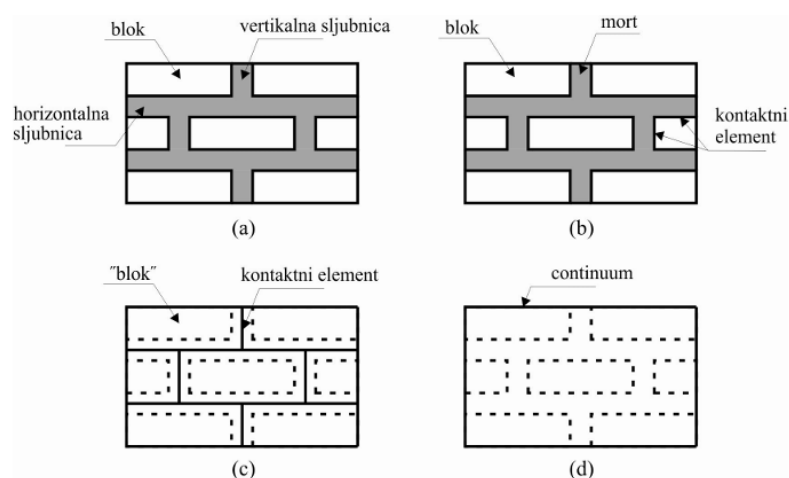 blok
vertikalna sljubnica
horizontalna
sljubnica
(a)
blok
mort
kontaktni
element
(b)
"blok"
kontaktni element
(c)
continuum
(d)